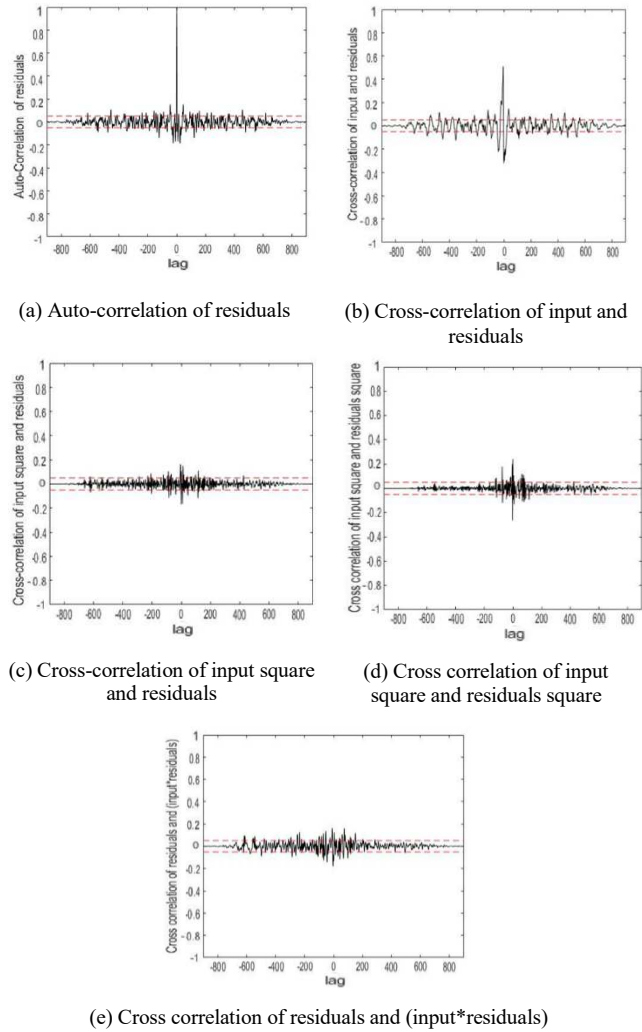 1
0.8
0.6
0.4
0.2
0
-0.2
-0.4
-0.6
-0.8
-1
Auto-Correlation of residuals
-800 -600 -400 -200 0 200 400 600 800
lag
(a) Auto-correlation of residuals
1
0.8
0.6
0.4
0.2
0
-0.2
-0.4
-0.6
-0.8
-1
Cross-correlation of input and residuals
-800 -600 -400 -200 0 200 400 600 800
lag
(b) Cross-correlation of input and
residuals
1
0.8
0.6
0.4
0.2
0
-0.2
-0.4
-0.6
-0.8
-1
Cross-correlation of input square and residuals
-800 -600 -400 -200 0 200 400 600 800
lag
(c) Cross-correlation of input square
and residuals
1
0.8
0.6
0.4
0.2
0
-0.2
-0.4
-0.6
-0.8
-1
Cross correlation of input square and residuals square
-800 -600 -400 -200 0 200 400 600 800
lag
(d) Cross correlation of input
square and residuals square
1
0.8
0.6
0.4
0.2
0
-0.2
-0.4
-0.6
-0.8
-1
Cross correlation of residuals and (input*residuals)
-800 -600 -400 -200 0 200 400 600 800
lag
(e) Cross correlation of residuals and (input*residuals)